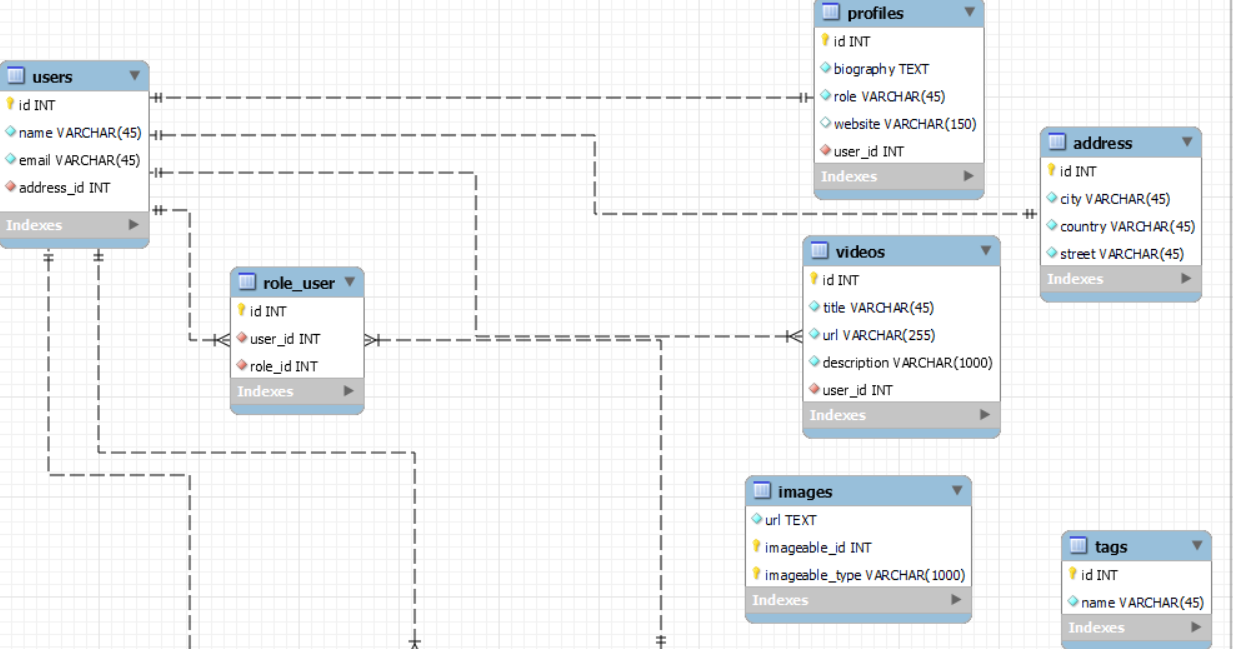 users
id INT
name VARCHAR(45)
email VARCHAR(45)
address_id INT
Indexes
role_user
id INT
user_id INT
role_id INT
Indexes
profiles
id INT
biography TEXT
role VARCHAR(45)
website VARCHAR(150)
user_id INT
Indexes
address
id INT
city VARCHAR(45)
country VARCHAR(45)
street VARCHAR(45)
Indexes
videos
id INT
title VARCHAR(45)
url VARCHAR(255)
description VARCHAR(1000)
user_id INT
Indexes
images
url TEXT
imageable_id INT
imageable_type VARCHAR(1000)
Indexes
tags
id INT
name VARCHAR(45)
Indexes